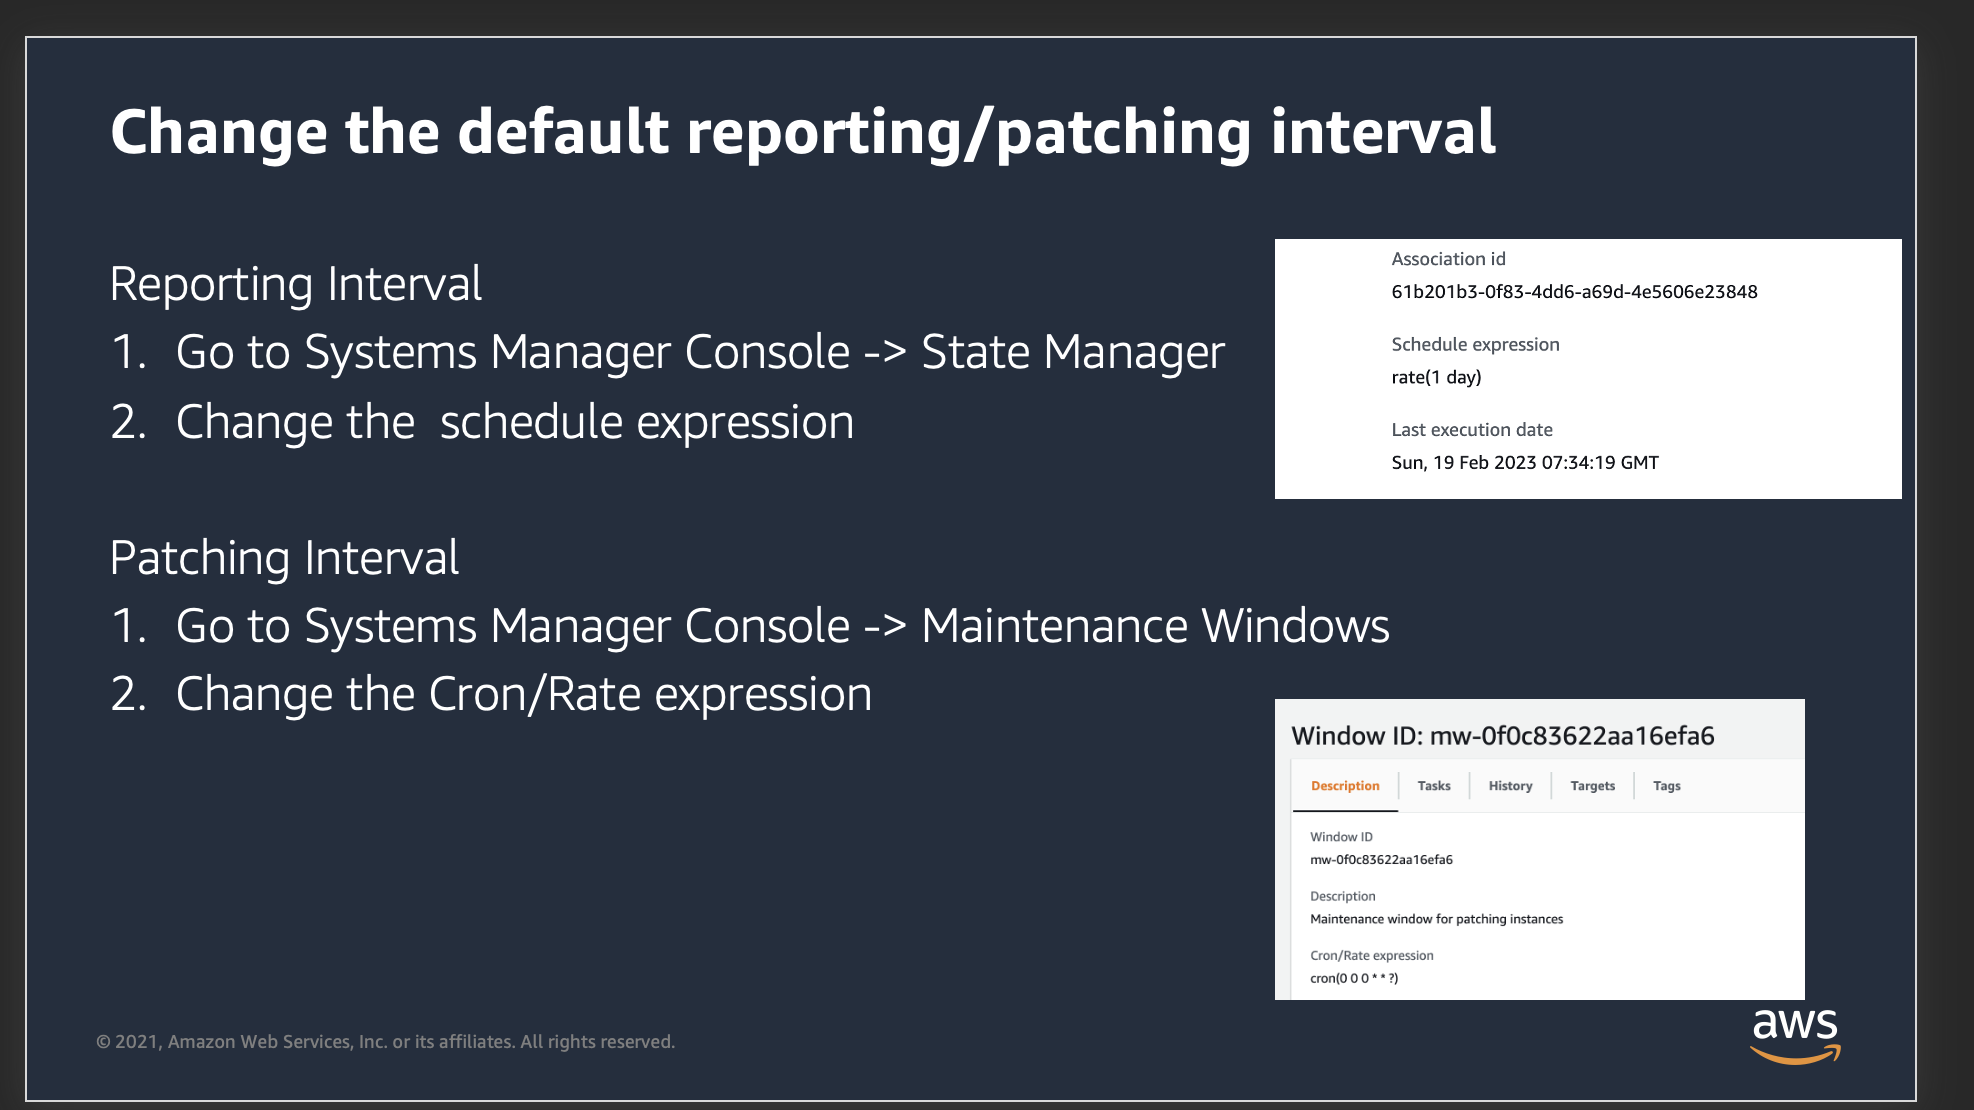 Change the default reporting/patching interval
Reporting Interval
1. Go to Systems Manager Console -> State Manager
2. Change the  schedule expression
Association id
61b201b3-0f83-4dd6-a69d-4e5606e23848
Schedule expression
rate(1 day)
Last execution date
Sun, 19 Feb 2023 07:34:19 GMT
Patching Interval
1. Go to Systems Manager Console -> Maintenance Windows
2. Change the Cron/Rate expression
Window ID: mw-0f0c83622aa16efa6
Description Tasks History Targets Tags
Window ID
mw-0f0c83622aa16efa6
Description
Maintenance window for patching instances
Cron/Rate expression
cron(0 0 0 * * ?)
© 2021, Amazon Web Services, Inc. or its affiliates. All rights reserved.
aws